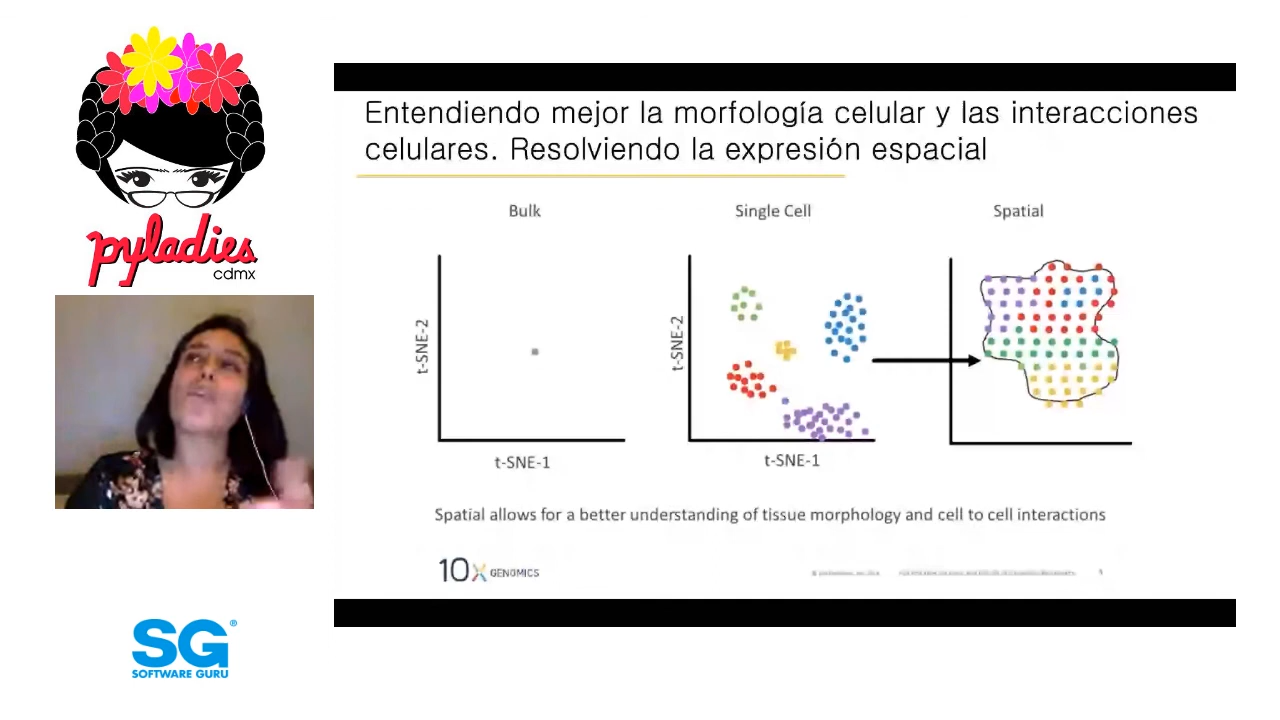 pyladies
cdmx
Entendiendo mejor la morfología celular y las interacciones
celulares. Resolviendo la expresión espacial
Bulk
Single Cell
Spatial
t-SNE-2
t-SNE-1
t-SNE-2
t-SNE-1
Spatial allows for a better understanding of tissue morphology and cell to cell interactions
10X GENOMICS
SG®
SOFTWARE GURU